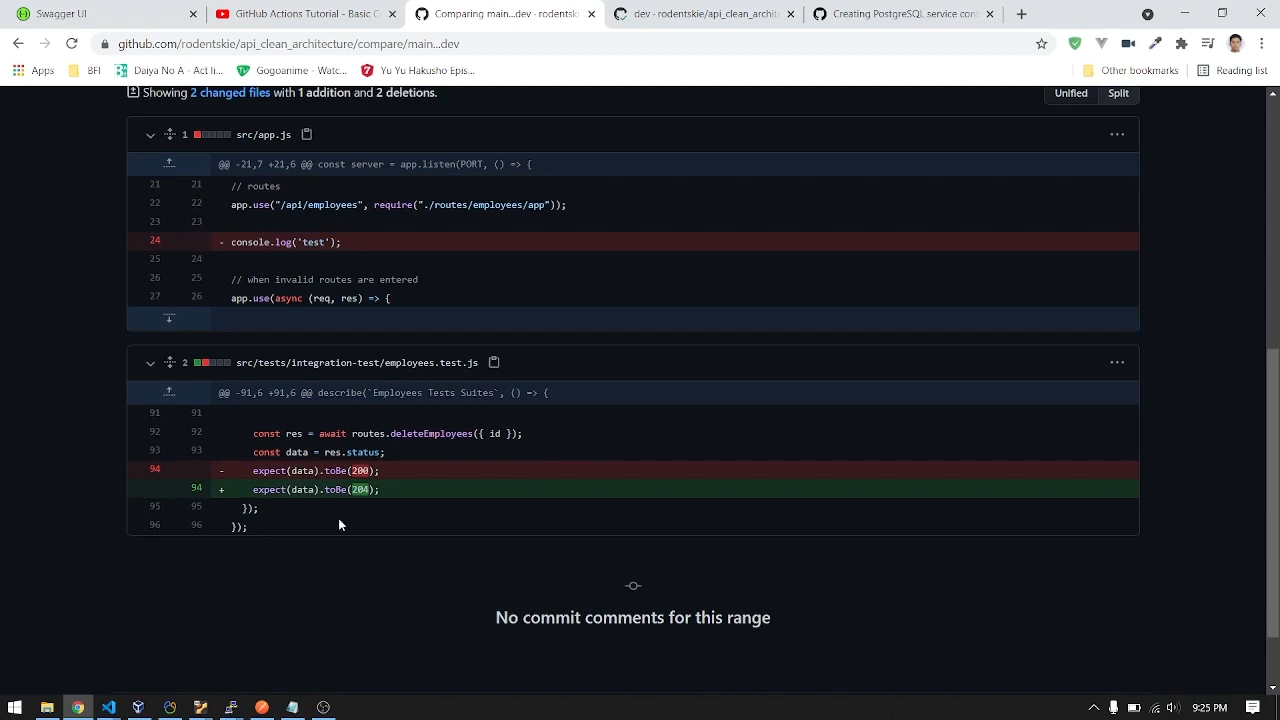 Swagger UI
GitHub Actions Tutorial - Basic C
Comparing main...dev · rodentski
dev · rodentskie/api_clean_archite
Creating PostgreSQL service cont
github.com/rodentskie/api_clean_architecture/compare/main...dev
Apps
BFI
Daiya No A - Act I...
Gogoanime - Watc...
Yu Yu Hakusho Epis...
Other bookmarks
Reading list
Showing 2 changed files with 1 addition and 2 deletions.
Unified
Split
1 src/app.js
@@ -21,7 +21,6 @@ const server = app.listen(PORT, () => {
21 21 // routes
22 22 app.use("/api/employees", require("./routes/employees/app"));
23 23
24 - console.log('test');
25 24
26 25 // when invalid routes are entered
27 26 app.use(async (req, res) => {
2 src/tests/integration-test/employees.test.js
@@ -91,6 +91,6 @@ describe(`Employees Tests Suites`, () => {
91 91
92 92 const res = await routes.deleteEmployees({ id });
93 93 const data = res.status;
94 - expect(data).toBe(200);
94 + expect(data).toBe(204);
95 95 });
96 96 });
No commit comments for this range
9:25 PM